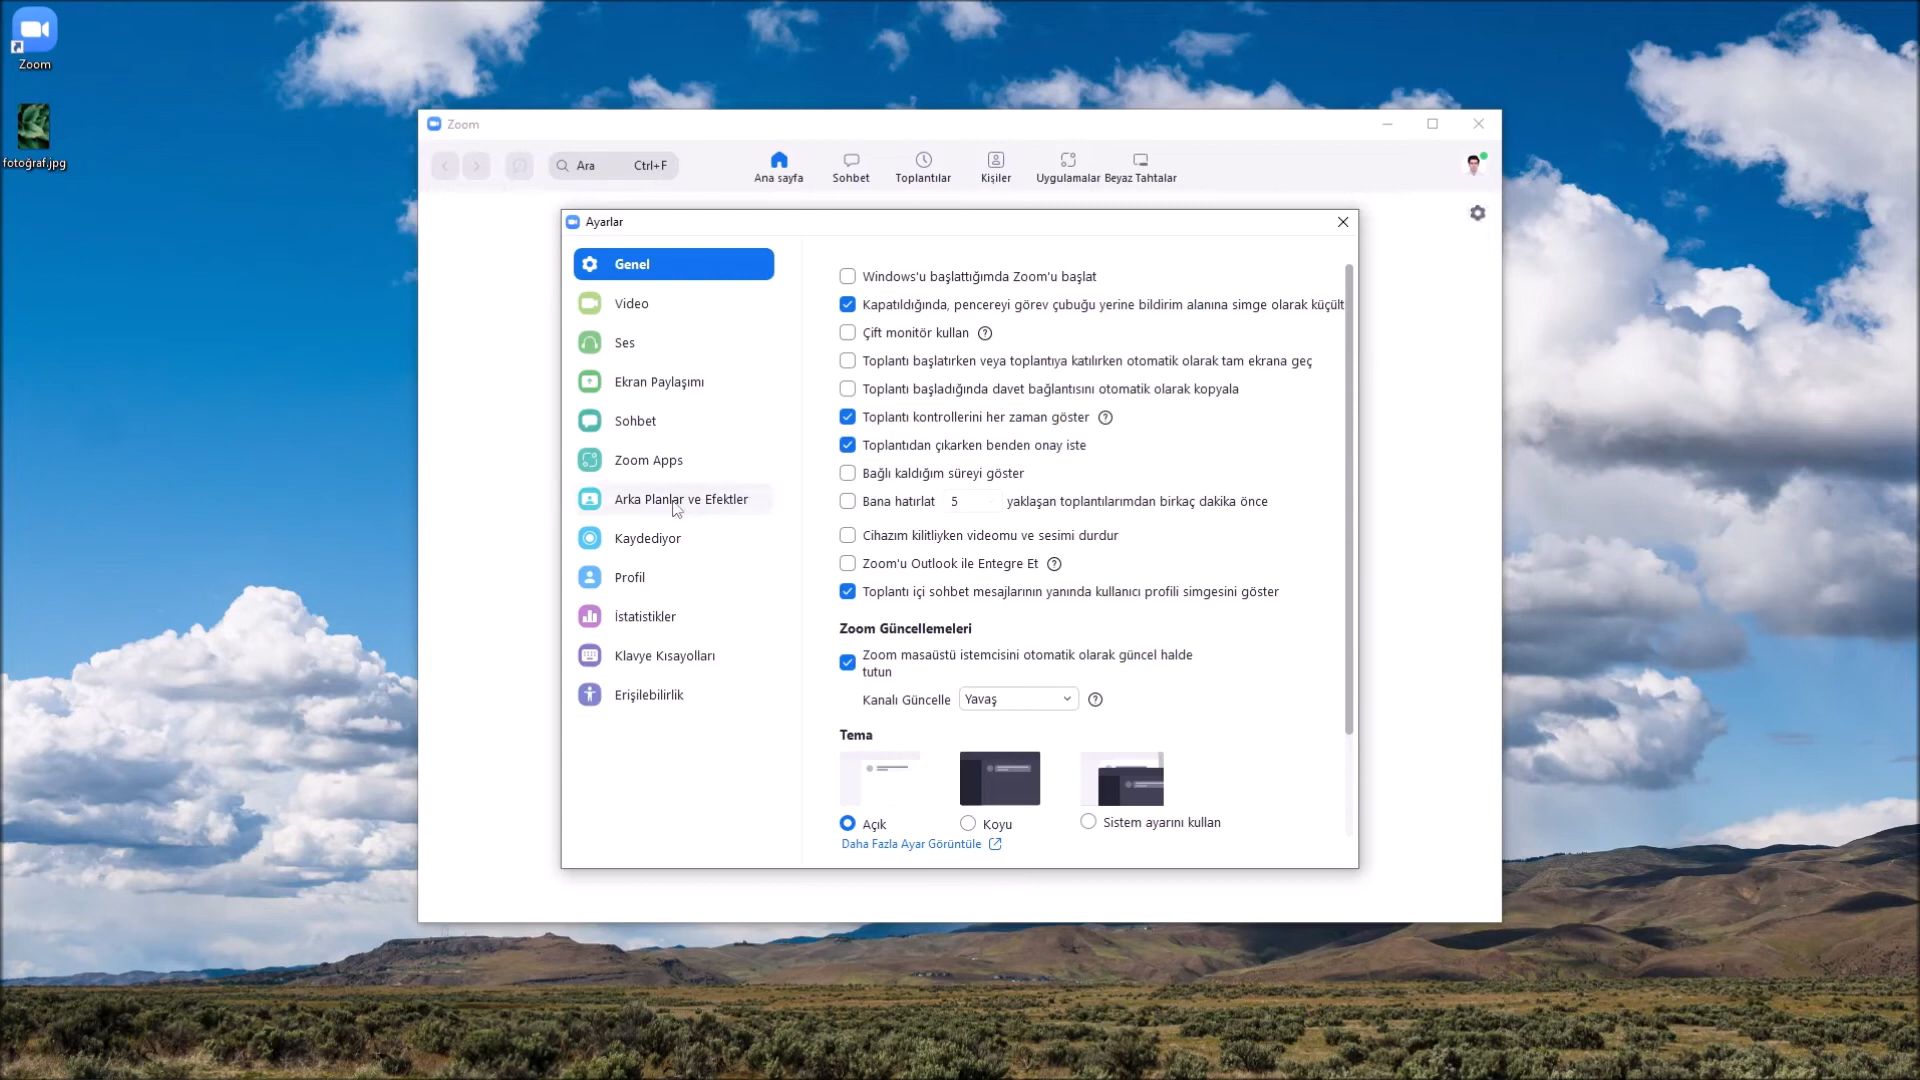 Zoom
fotoğraf.jpg
Zoom
Ara Ctrl+F
Ana sayfa
Sohbet
Toplantılar
Kişiler
Uygulamalar
Beyaz Tahtalar
Ayarlar
Genel
Video
Ses
Ekran Paylaşımı
Sohbet
Zoom Apps
Arka Planlar ve Efektler
Kaydediyor
Profil
İstatistikler
Klavye Kısayolları
Erişilebilirlik
Windows'u başlattığımda Zoom'u başlat
Kapatıldığında, pencereyi görev çubuğu yerine bildirim alanına simge olarak küçült
Çift monitör kullan
Toplantı başlatırken veya toplantıya katılırken otomatik olarak tam ekrana geç
Toplantı başladığında davet bağlantısını otomatik olarak kopyala
Toplantı kontrollerini her zaman göster
Toplantıdan çıkarken benden onay iste
Bağlı kaldığım süreyi göster
Bana hatırlat 5 yaklaşan toplantılarımdan birkaç dakika önce
Cihazım kilitliyken videomu ve sesimi durdur
Zoom'u Outlook ile Entegre Et
Toplantı içi sohbet mesajlarının yanında kullanıcı profili simgesini göster
Zoom Güncellemeleri
Zoom masaüstü istemcisini otomatik olarak güncel halde
tutun
Kanalı Güncelle Yavaş
Tema
Açık
Koyu
Sistem ayarını kullan
Daha Fazla Ayar Görüntüle